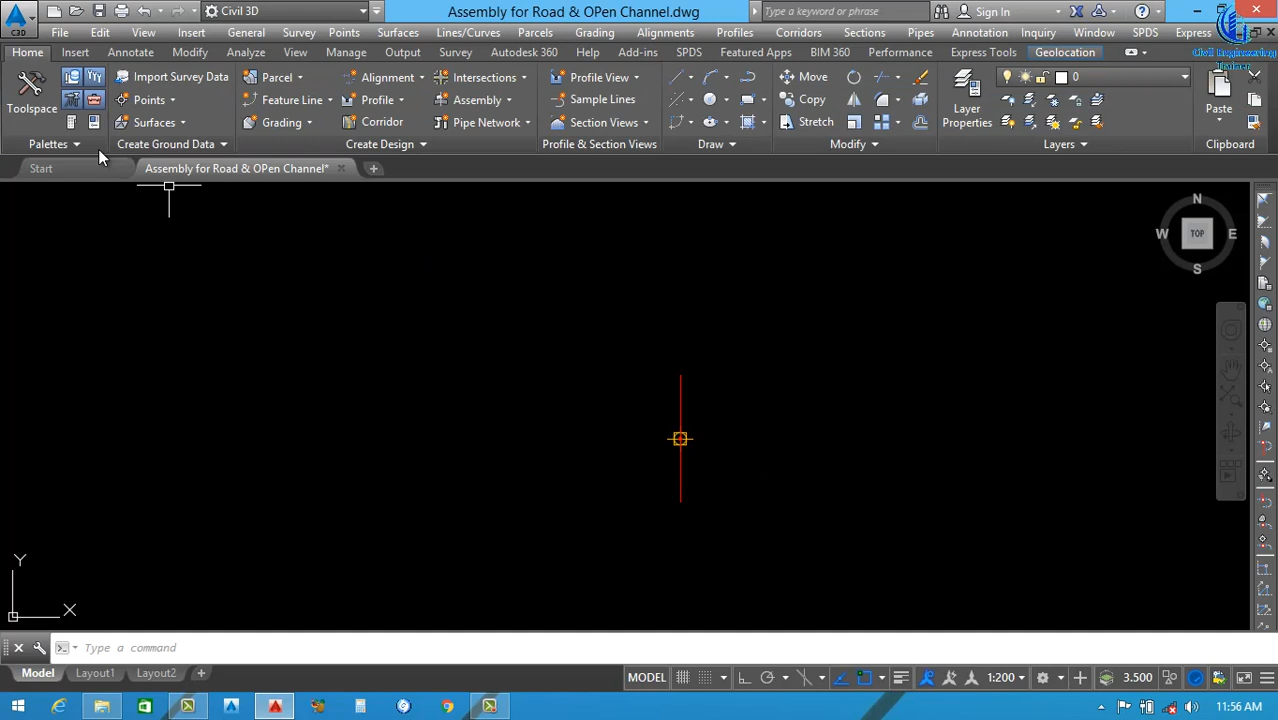 C3D
Civil 3D
Assembly for Road & OPen Channel.dwg
Type a keyword or phrase
Sign In
File Edit View Insert General Survey Points Surfaces Lines/Curves Parcels Grading Alignments Profiles Corridors Sections Pipes Annotation Inquiry Window SPDS Express
Home Insert Annotate Modify Analyze View Manage Output Survey Autodesk 360 Help Add-ins SPDS Featured Apps BIM 360 Performance Express Tools Geolocation
Civil Engineering
Trainer
Toolspace
Import Survey Data
Points
Surfaces
Parcel
Feature Line
Grading
Alignment
Profile
Corridor
Intersections
Assembly
Pipe Network
Profile View
Sample Lines
Section Views
Move
Copy
Stretch
Layer
Properties
0
Paste
Palettes
Create Ground Data
Create Design
Profile & Section Views
Draw
Modify
Layers
Clipboard
Start
Assembly for Road & OPen Channel*
N
W TOP E
S
Y
X
Type a command
Model Layout1 Layout2
MODEL
1:200
3.500
11:56 AM